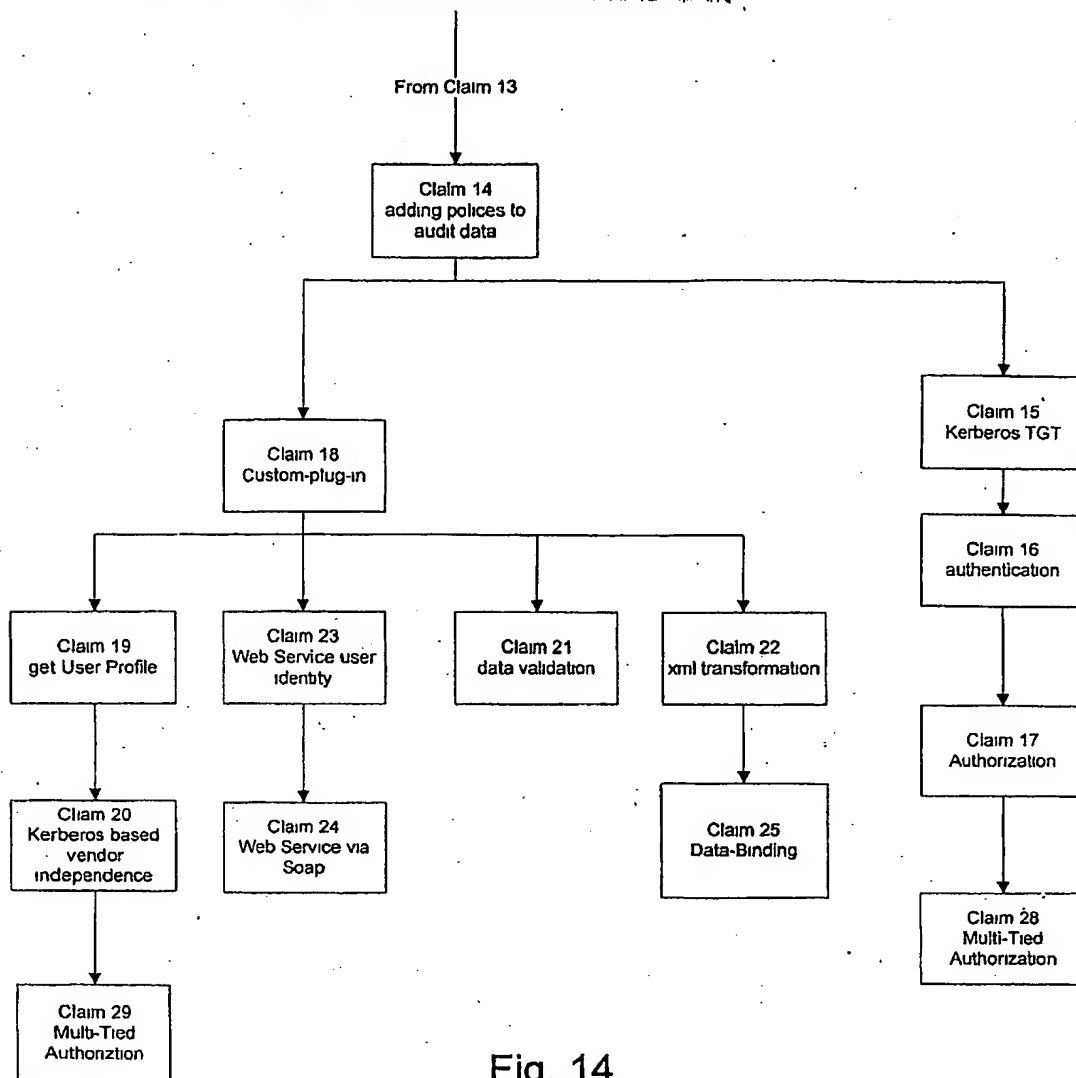 From Claim 13
Claim 14
adding polices to
audit data
Claim 15
Kerberos TGT
Claim 18
Custom-plug-in
Claim 16
authentication
Claim 19
get User Profile
Claim 23
Web Service user
identity
Claim 21
data validation
Claim 22
xml transformation
Claim 17
Authorization
Cliam 20
Kerberos based
vendor
independence
Claim 24
Web Service via
Soap
Claim 25
Data-Binding
Claim 28
Multi-Tied
Authorization
Claim 29
Multi-Tied
Authoriztion
Fig. 14